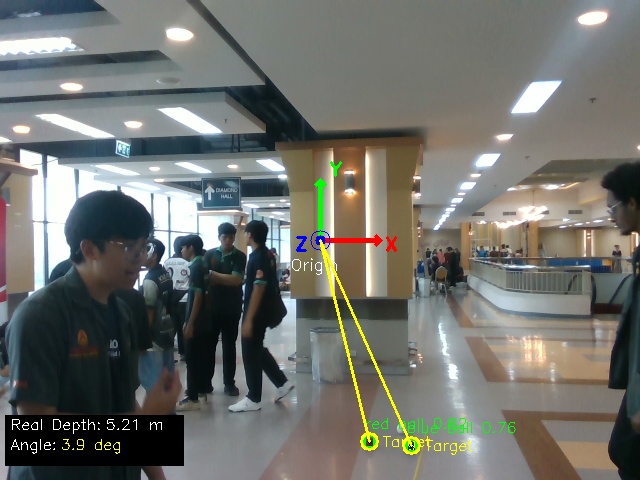 DIAMOND
HALL
Y
Z
X
Origin
Target
Target
Real Depth: 5.21 m
Angle: 3.9 deg